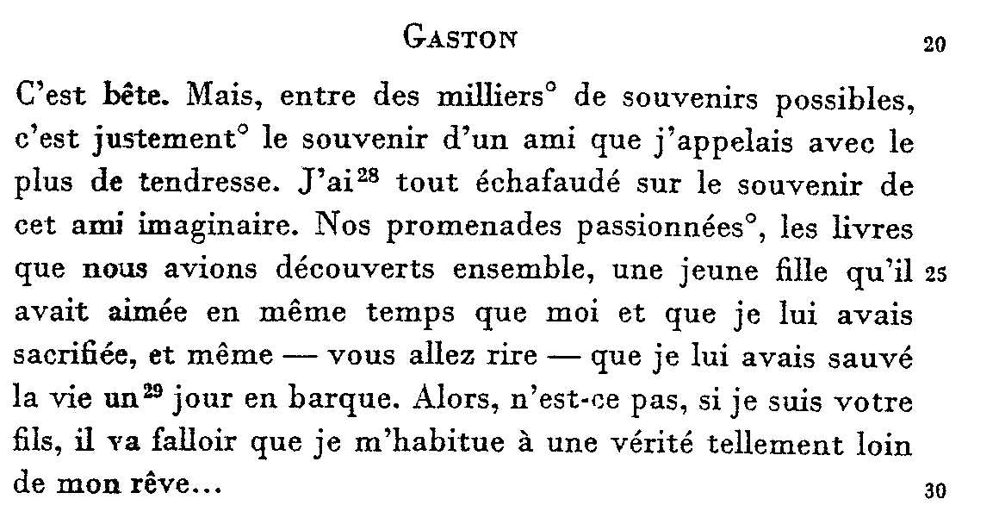 GASTON 20
C'est bête. Mais, entre des milliers° de souvenirs possibles,
c'est justement° le souvenir d'un ami que j'appelais avec le
plus de tendresse. J'ai²⁸ tout échafaudé sur le souvenir de
cet ami imaginaire. Nos promenades passionnées°, les livres
que nous avions découverts ensemble, une jeune fille qu'il 25
avait aimée en même temps que moi et que je lui avais
sacrifiée, et même — vous allez rire — que je lui avais sauvé
la vie un²⁹ jour en barque. Alors, n'est-ce pas, si je suis votre
fils, il va falloir que je m'habitue à une vérité tellement loin
de mon rêve... 30